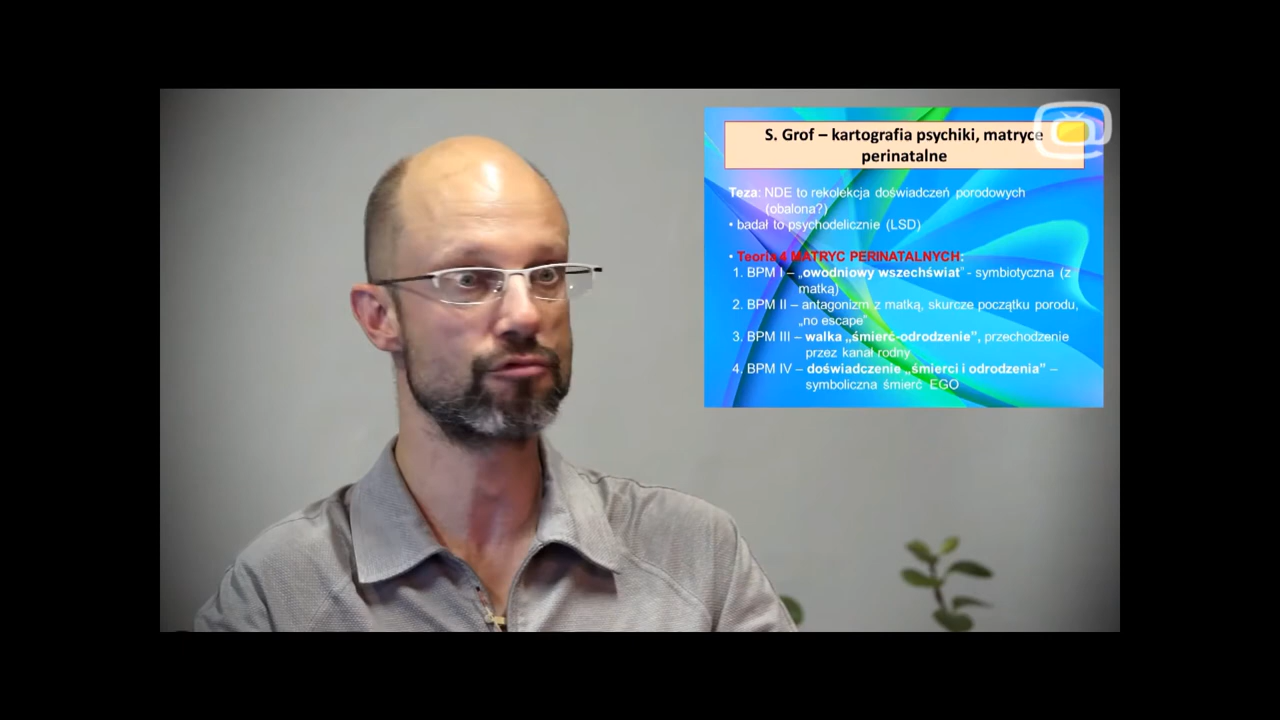 S. Grof – kartografia psychiki, matryce
perinatalne
Teza: NDE to rekolekcja doświadczeń porodowych
(obalona?)
• badał to psychodelicznie (LSD)
• Teoria 4 MATRYC PERINATALNYCH:
1. BPM I – „owodniowy wszechświat” - symbiotyczna (z
matką)
2. BPM II – antagonizm z matką, skurcze początku porodu,
„no escape”
3. BPM III – walka „śmierć-odrodzenie”, przechodzenie
przez kanał rodny
4. BPM IV – doświadczenie „śmierci i odrodzenia” –
symboliczna śmierć EGO